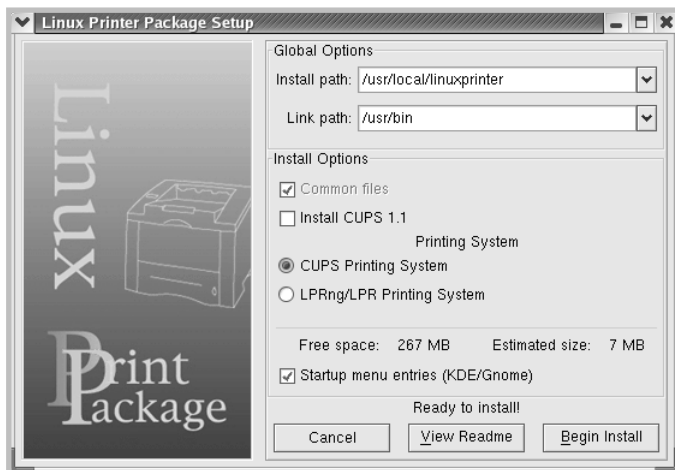 Linux Printer Package Setup
Linux
Print
Package
Global Options
Install path: /usr/local/linuxprinter
Link path: /usr/bin
Install Options
Common files
Install CUPS 1.1
Printing System
CUPS Printing System
LPRng/LPR Printing System
Free space: 267 MB Estimated size: 7 MB
Startup menu entries (KDE/Gnome)
Ready to install!
Cancel View Readme Begin Install